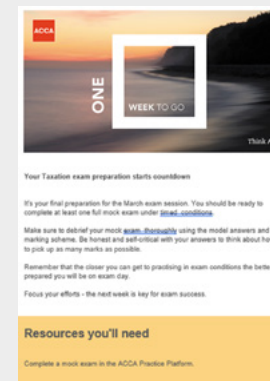 ACCA
ONE
WEEK TO GO
Think A
Your Taxation exam preparation starts countdown
It's your final preparation for the March exam session. You should be ready to
complete at least one full mock exam under timed conditions.
Make sure to debrief your mock exam thoroughly using the model answers and
marking scheme. Be honest and self-critical with your answers to think about how
to pick up as many marks as possible.
Remember that the closer you can get to practising in exam conditions the better
prepared you will be on exam day.
Focus your efforts - the next week is key for exam success.
Resources you'll need
Complete a mock exam in the ACCA Practice Platform.